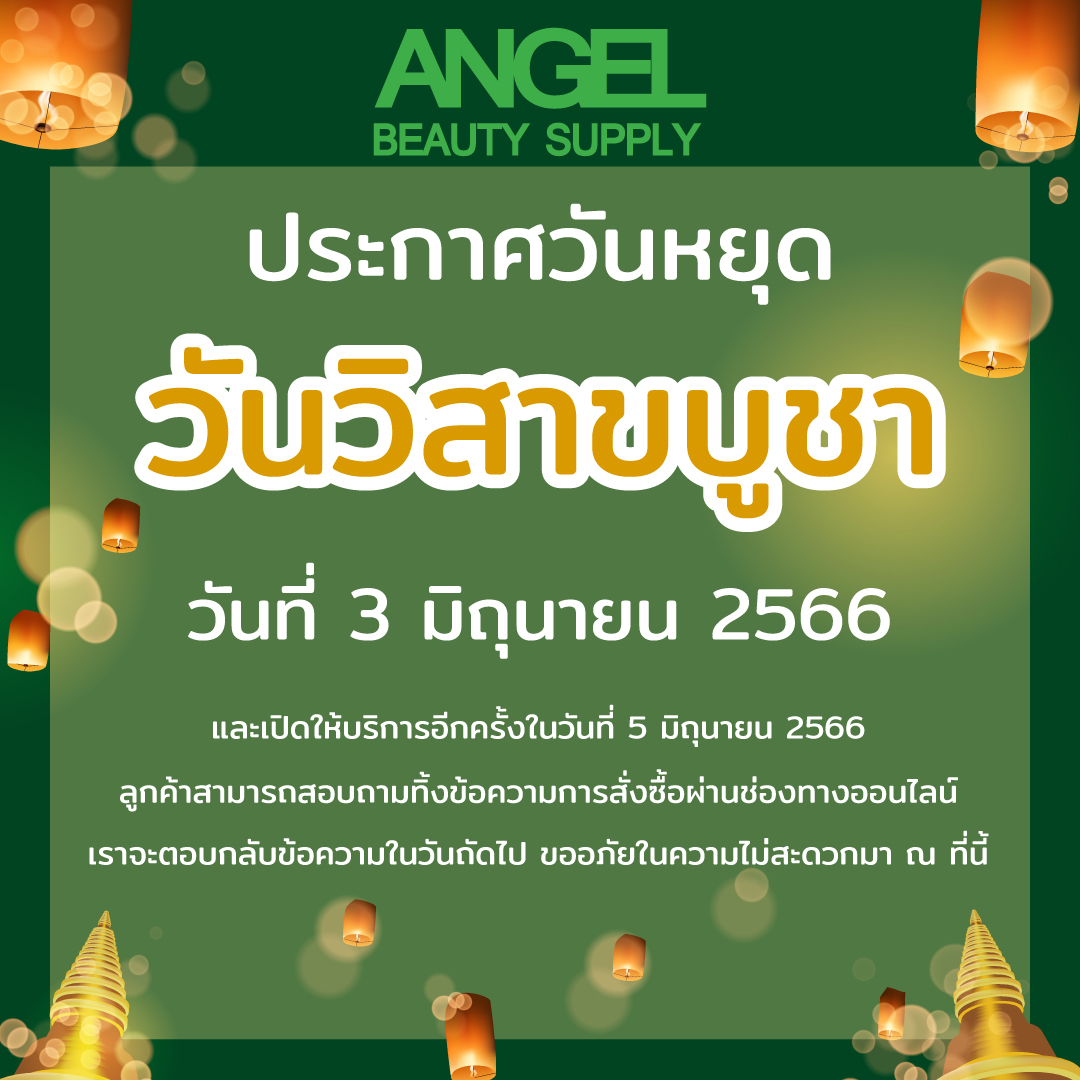 ANGEL
BEAUTY SUPPLY
ประกาศวันหยุด
วันวิสาขบูชา
วันที่ 3 มิถุนายน 2566
และเปิดให้บริการอีกครั้งในวันที่ 5 มิถุนายน 2566
ลูกค้าสามารถสอบถามทิ้งข้อความการสั่งซื้อผ่านช่องทางออนไลน์
เราจะตอบกลับข้อความในวันถัดไป ขออภัยในความไม่สะดวกมา ณ ที่นี้